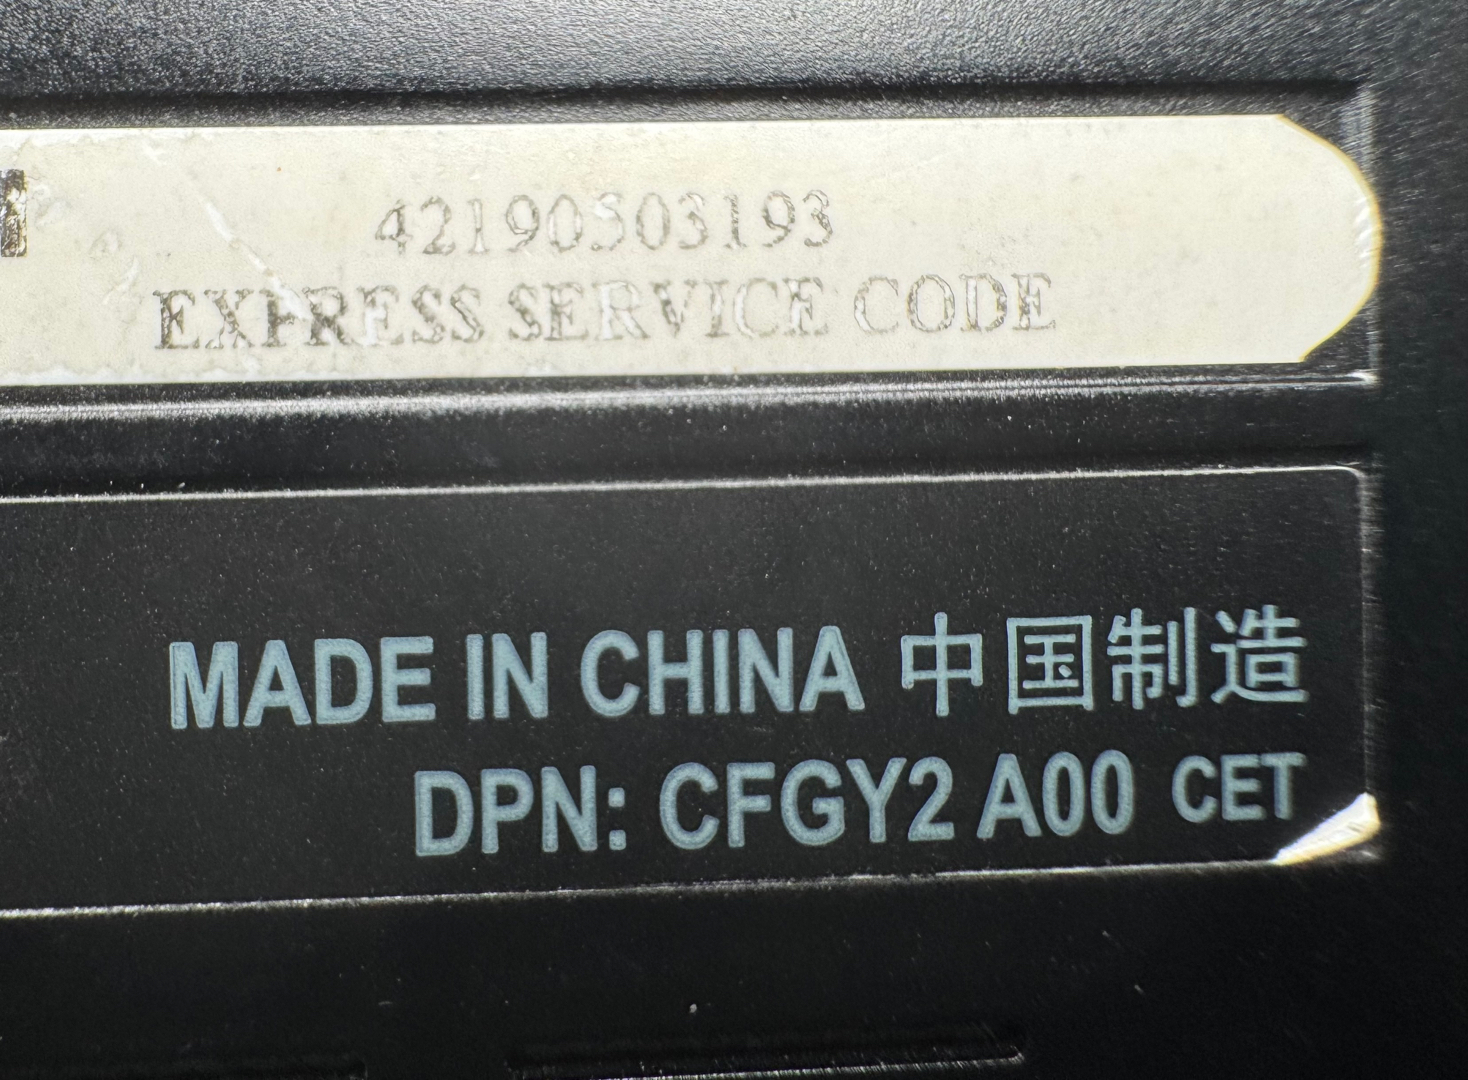 42190503193
EXPRESS SERVICE CODE
MADE IN CHINA 中国制造
DPN: CFGY2 A00 CET